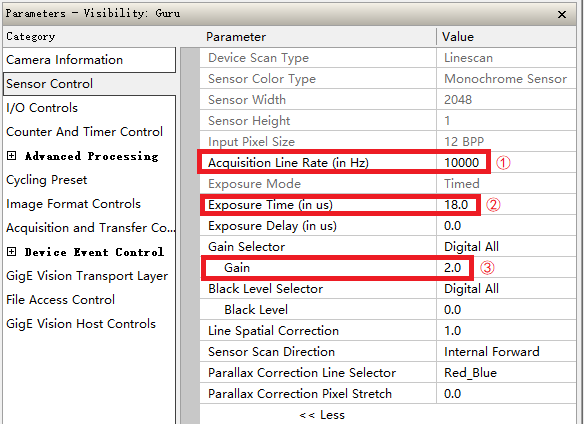 Parameters - Visibility: Guru
Category
Camera Information
Sensor Control
I/O Controls
Counter And Timer Control
Advanced Processing
Cycling Preset
Image Format Controls
Acquisition and Transfer Co...
Device Event Control
GigE Vision Transport Layer
File Access Control
GigE Vision Host Controls
Parameter Value
Device Scan Type Linescan
Sensor Color Type Monochrome Sensor
Sensor Width 2048
Sensor Height 1
Input Pixel Size 12 BPP
Acquisition Line Rate (in Hz) 10000 ①
Exposure Mode Timed
Exposure Time (in us) 18.0 ②
Exposure Delay (in us) 0.0
Gain Selector Digital All
Gain 2.0 ③
Black Level Selector Digital All
Black Level 0.0
Line Spatial Correction 1.0
Sensor Scan Direction Internal Forward
Parallax Correction Line Selector Red_Blue
Parallax Correction Pixel Stretch 0.0
<< Less